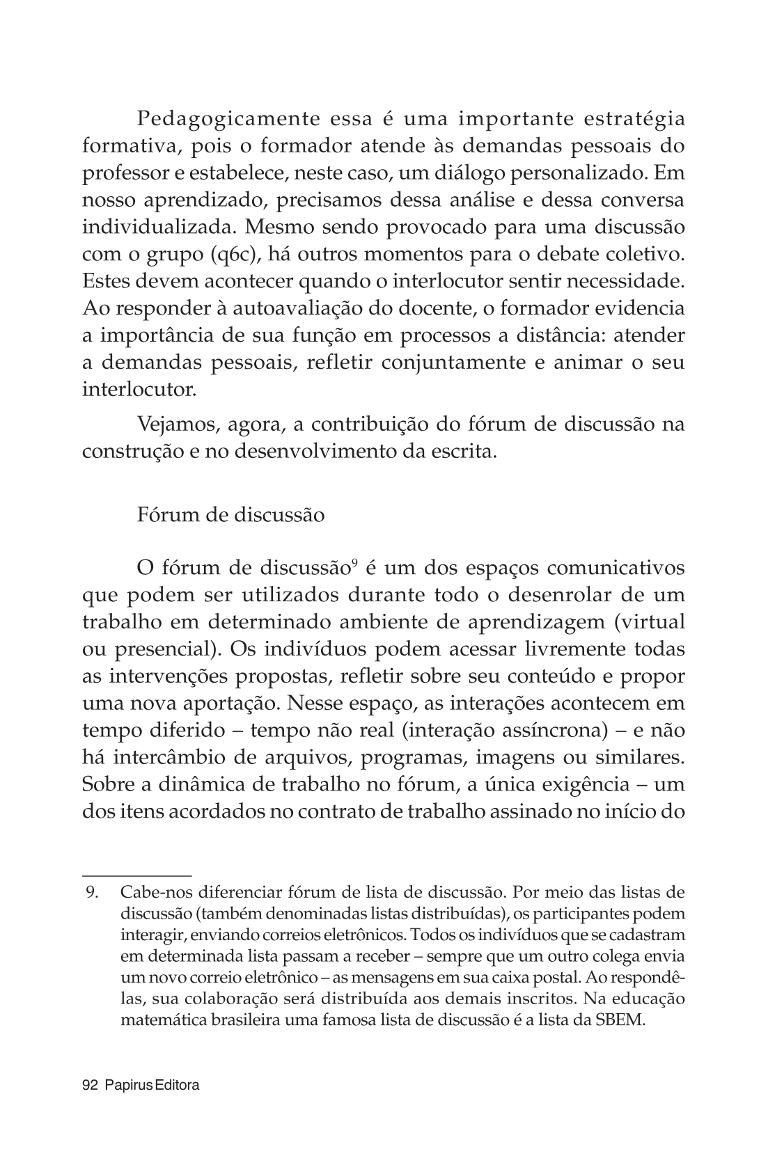 Pedagogicamente essa é uma importante estratégia
formativa, pois o formador atende às demandas pessoais do
professor e estabelece, neste caso, um diálogo personalizado. Em
nosso aprendizado, precisamos dessa análise e dessa conversa
individualizada. Mesmo sendo provocado para uma discussão
com o grupo (q6c), há outros momentos para o debate coletivo.
Estes devem acontecer quando o interlocutor sentir necessidade.
Ao responder à autoavaliação do docente, o formador evidencia
a importância de sua função em processos a distância: atender
a demandas pessoais, refletir conjuntamente e animar o seu
interlocutor.
Vejamos, agora, a contribuição do fórum de discussão na
construção e no desenvolvimento da escrita.
Fórum de discussão
O fórum de discussão⁹ é um dos espaços comunicativos
que podem ser utilizados durante todo o desenrolar de um
trabalho em determinado ambiente de aprendizagem (virtual
ou presencial). Os indivíduos podem acessar livremente todas
as intervenções propostas, refletir sobre seu conteúdo e propor
uma nova aportação. Nesse espaço, as interações acontecem em
tempo diferido – tempo não real (interação assíncrona) – e não
há intercâmbio de arquivos, programas, imagens ou similares.
Sobre a dinâmica de trabalho no fórum, a única exigência – um
dos itens acordados no contrato de trabalho assinado no início do
9. Cabe-nos diferenciar fórum de lista de discussão. Por meio das listas de
discussão (também denominadas listas distribuídas), os participantes podem
interagir, enviando correios eletrônicos. Todos os indivíduos que se cadastram
em determinada lista passam a receber – sempre que um outro colega envia
um novo correio eletrônico – as mensagens em sua caixa postal. Ao respondê-
las, sua colaboração será distribuída aos demais inscritos. Na educação
matemática brasileira uma famosa lista de discussão é a lista da SBEM.
92 Papirus Editora